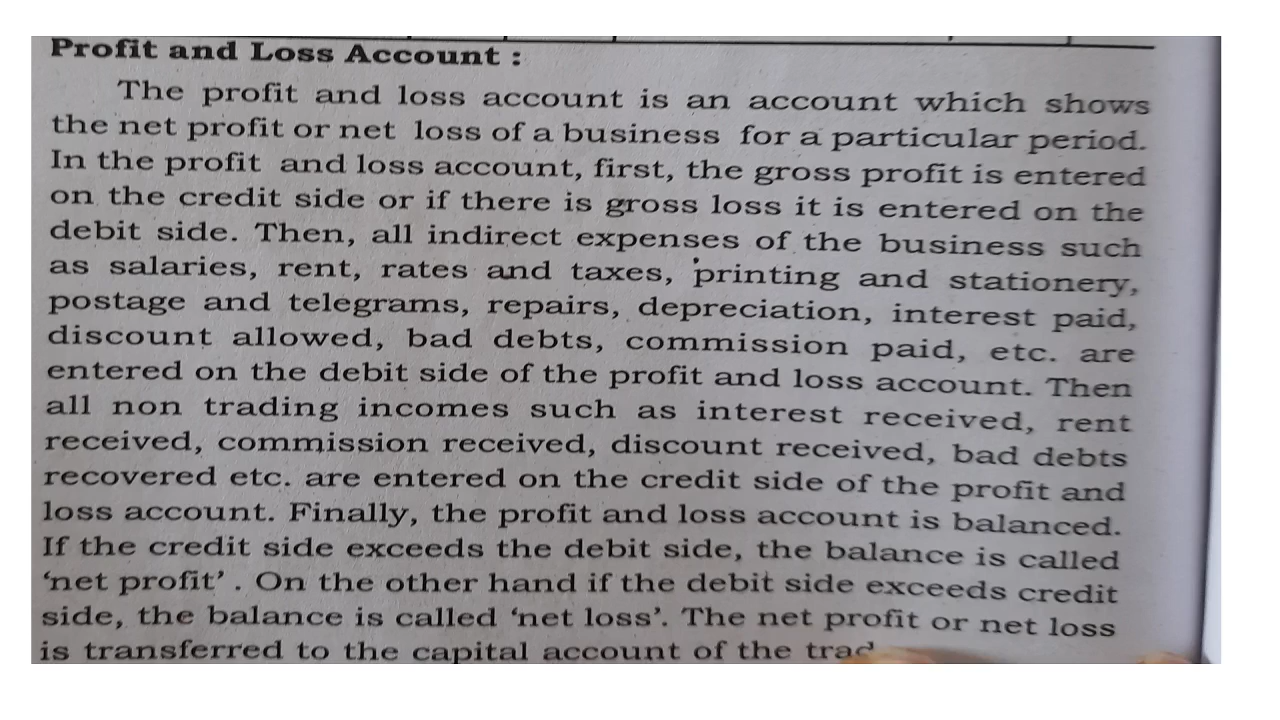 Profit and Loss Account :
The profit and loss account is an account which shows
the net profit or net loss of a business for a particular period.
In the profit and loss account, first, the gross profit is entered
on the credit side or if there is gross loss it is entered on the
debit side. Then, all indirect expenses of the business such
as salaries, rent, rates and taxes, printing and stationery,
postage and telegrams, repairs, depreciation, interest paid,
discount allowed, bad debts, commission paid, etc. are
entered on the debit side of the profit and loss account. Then
all non trading incomes such as interest received, rent
received, commission received, discount received, bad debts
recovered etc. are entered on the credit side of the profit and
loss account. Finally, the profit and loss account is balanced.
If the credit side exceeds the debit side, the balance is called
‘net profit’ . On the other hand if the debit side exceeds credit
side, the balance is called ‘net loss’. The net profit or net loss
is transferred to the capital account of the